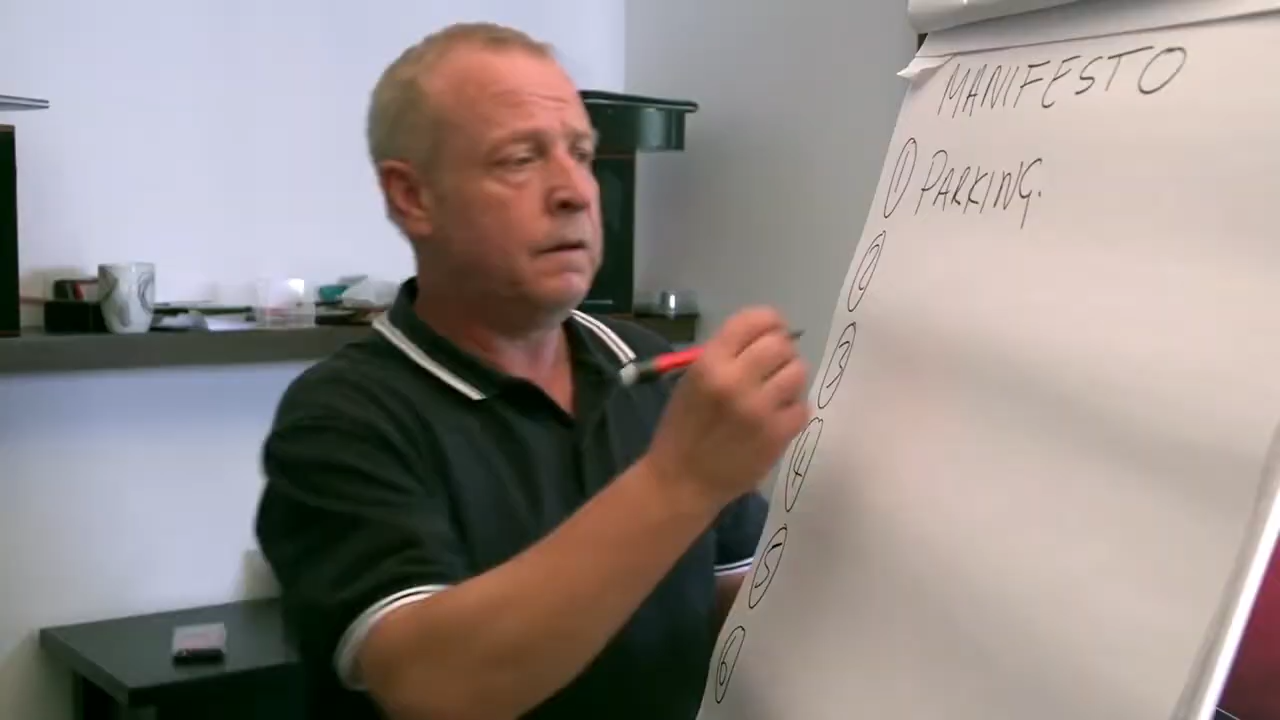 MANIFESTO
① PARKING.
②
③
④
⑤
⑥